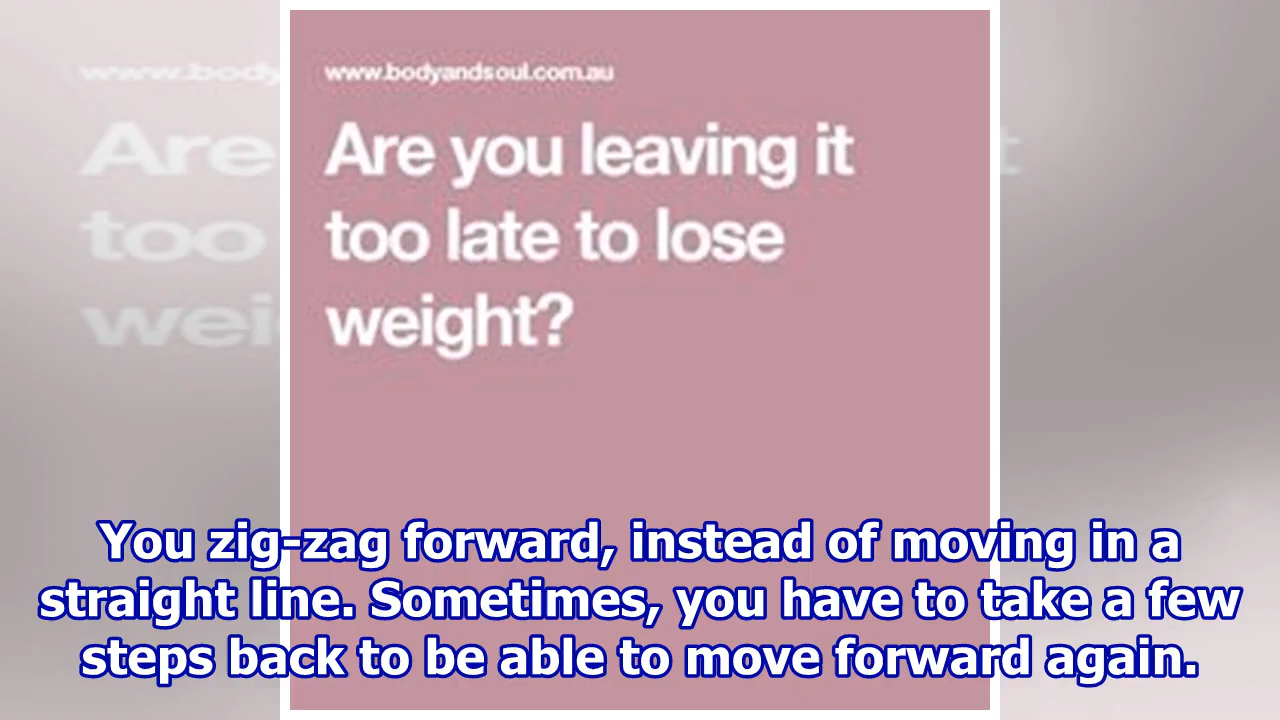 www.bodyandsoul.com.au
Are you leaving it
too late to lose
weight?
You zig-zag forward, instead of moving in a
straight line. Sometimes, you have to take a few
steps back to be able to move forward again.